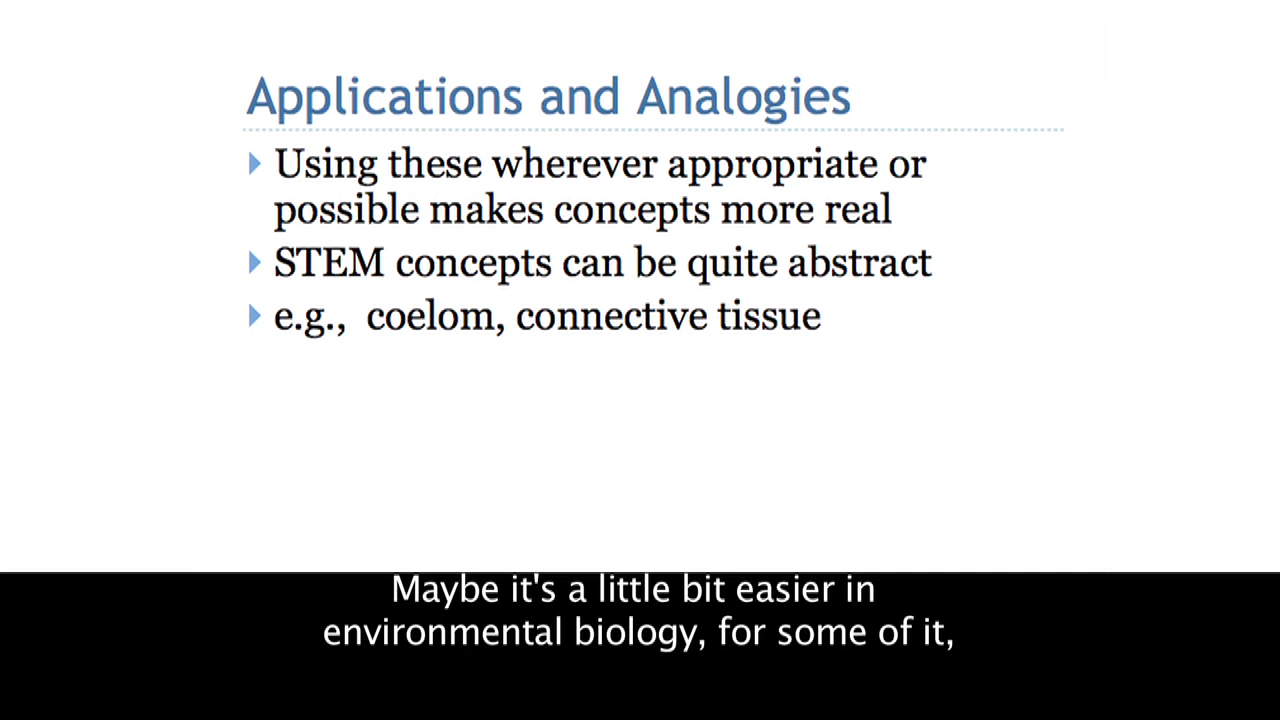 Applications and Analogies
Using these wherever appropriate or
possible makes concepts more real
STEM concepts can be quite abstract
e.g.,  coelom, connective tissue
Maybe it's a little bit easier in
environmental biology, for some of it,